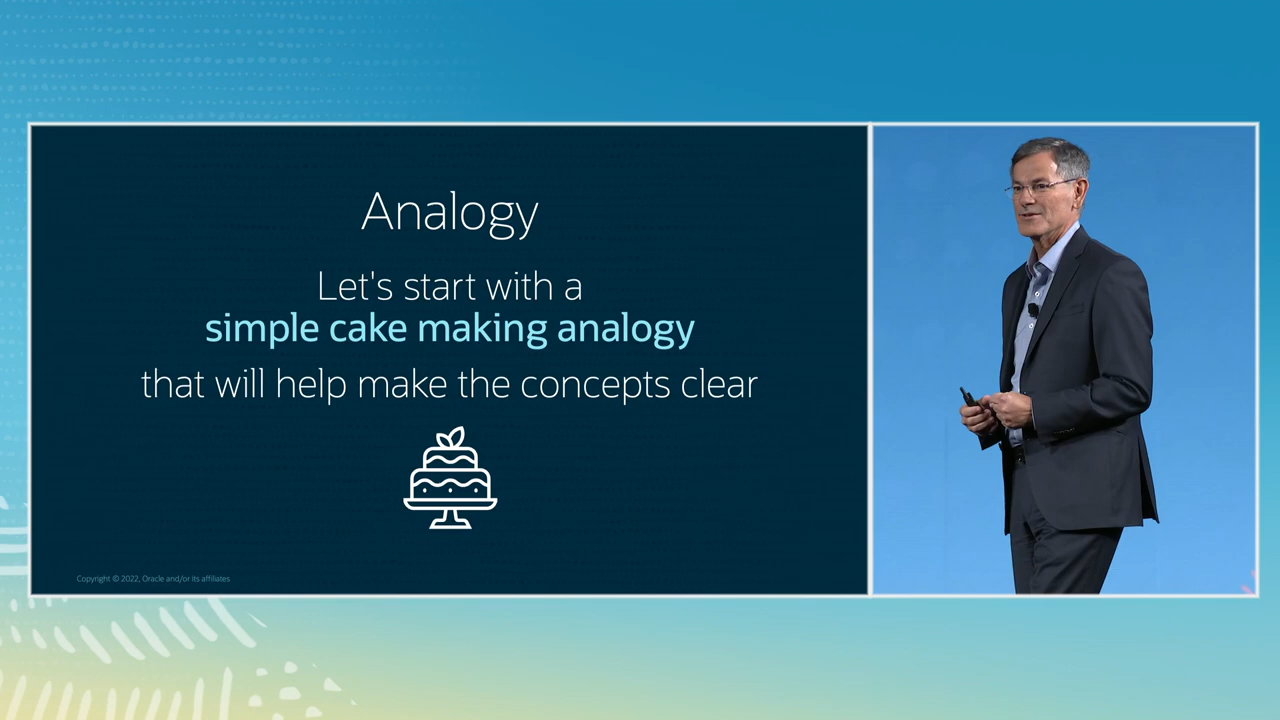 Analogy
Let's start with a
simple cake making analogy
that will help make the concepts clear
Copyright © 2022, Oracle and/or its affiliates